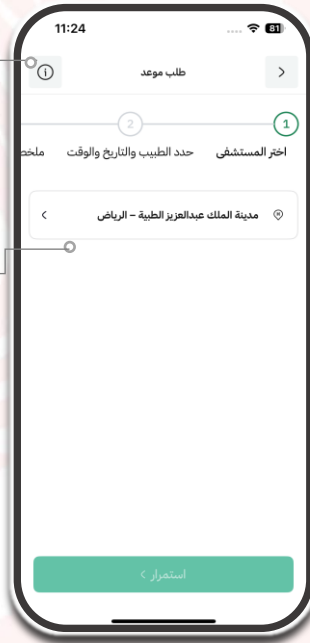 11:24
81
طلب موعد
1
2
اختر المستشفى
حدد الطبيب والتاريخ والوقت
ملخص
مدينة الملك عبدالعزيز الطبية – الرياض
استمرار